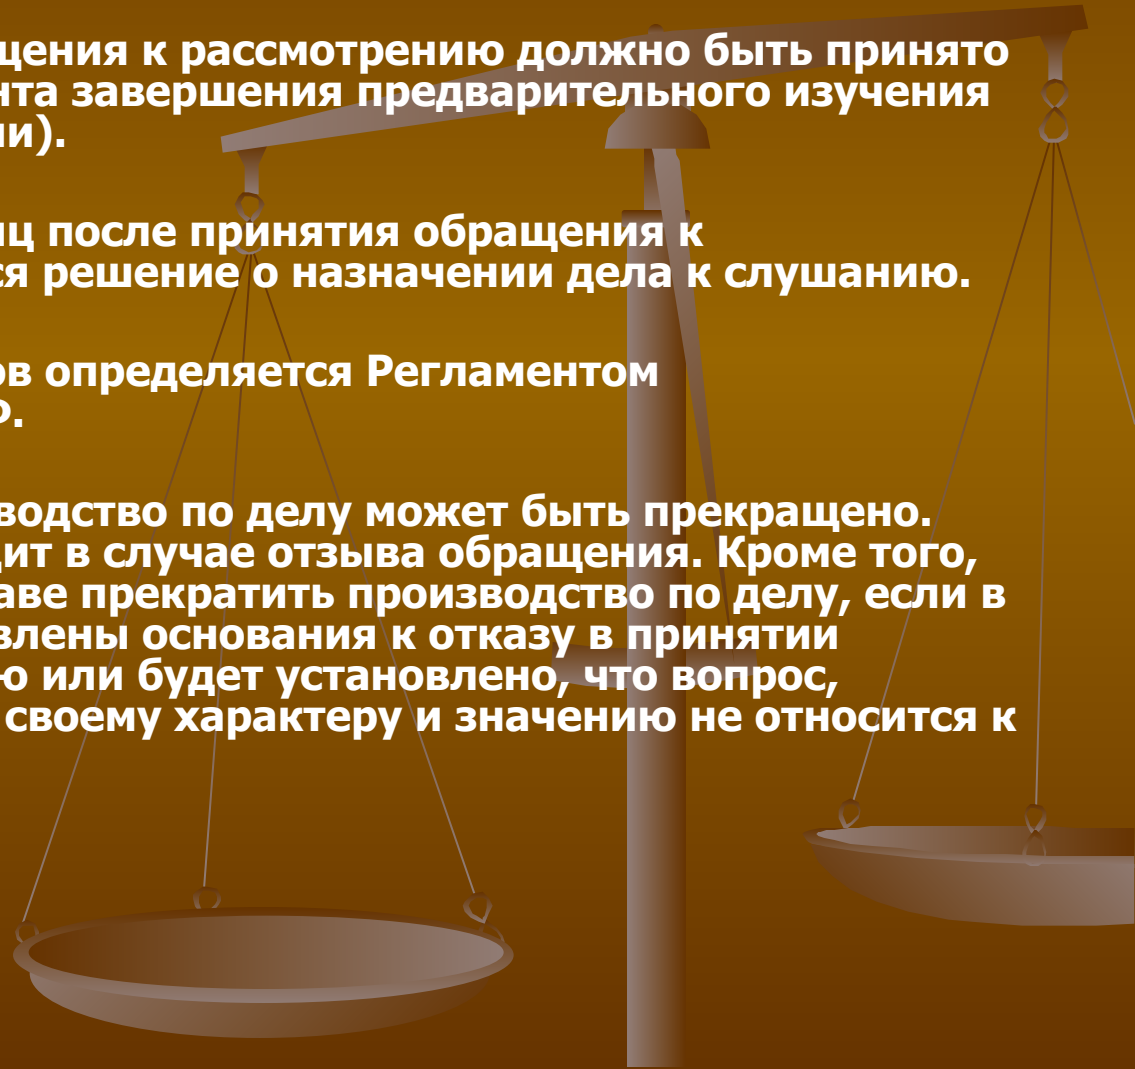 щения к рассмотрению должно быть принято
нта завершения предварительного изучения
ии).
яц после принятия обращения к
ся решение о назначении дела к слушанию.
ов определяется Регламентом
Ф.
водство по делу может быть прекращено.
дит в случае отзыва обращения. Кроме того,
аве прекратить производство по делу, если в
влены основания к отказу в принятии
ю или будет установлено, что вопрос,
своему характеру и значению не относится к